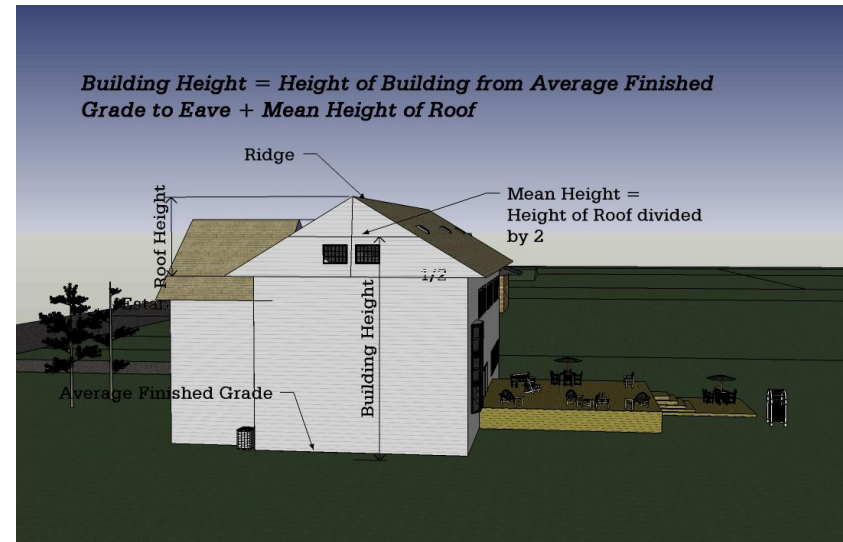 Building Height = Height of Building from Average Finished
Grade to Eave + Mean Height of Roof
Ridge
Roof Height
Mean Height =
Height of Roof divided
by 2
1/2
Building Height
Average Finished Grade